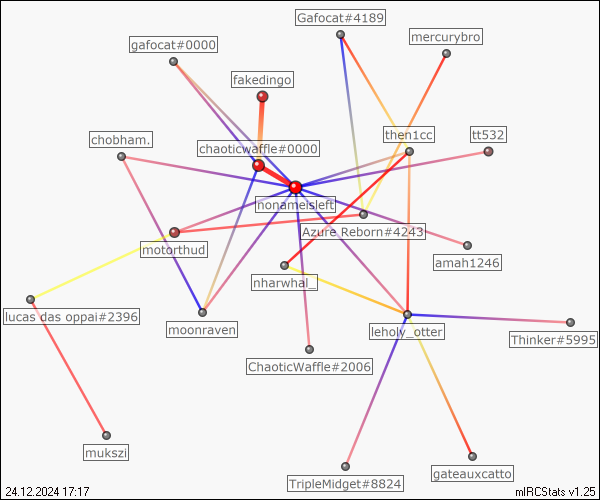 Gafocat#4189
mercurybro
gafocat#0000
fakedingo
chobham.
chaoticwaffle#0000
then1cc
tt532
nonameisleft
Azure Reborn#4243
motorthud
amah1246
nharwhal_
lucas das oppai#2396
moonraven
leholy_otter
Thinker#5995
ChaoticWaffle#2006
mukszi
TripleMidget#8824
gateauxcatto
24.12.2024 17:17
mIRCStats v1.25